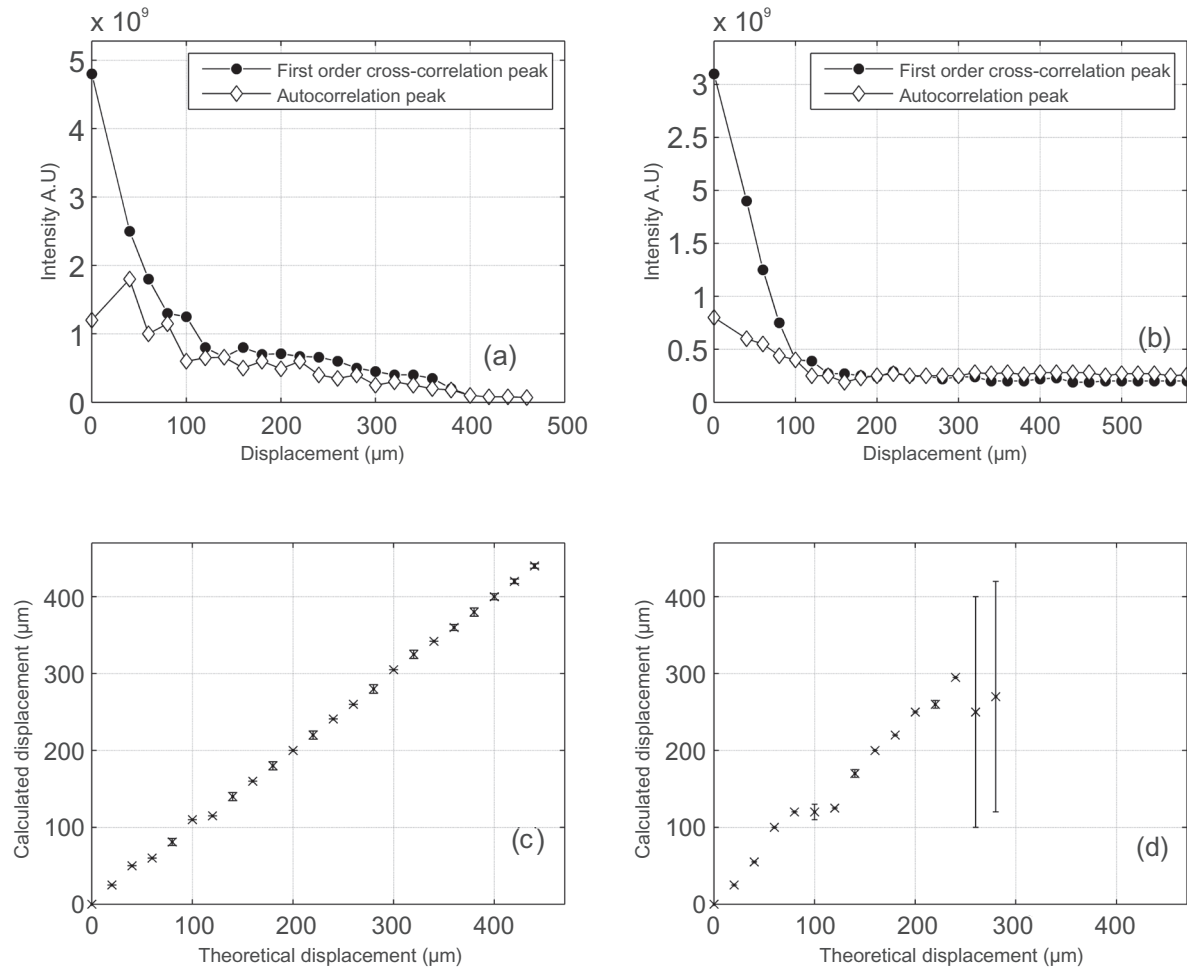 x 10⁹
5
4
3
2
1
0
Intensity A.U)
First order cross-correlation peak
Autocorrelation peak
(a)
0 100 200 300 400 500
Displacement (µm)
x 10⁹
3
2.5
5
1.5
1
0.5
0
Intensity A.U)
First order cross-correlation peak
Autocorrelation peak
(b)
0 100 200 300 400 500
Displacement (µm)
400
300
200
100
0
Calculated displacement (µm)
(c)
0 100 200 300 400
Theoretical displacement (µm)
400
300
200
100
0
Calculated displacement (µm)
(d)
0 100 200 300 400
Theoretical displacement (µm)